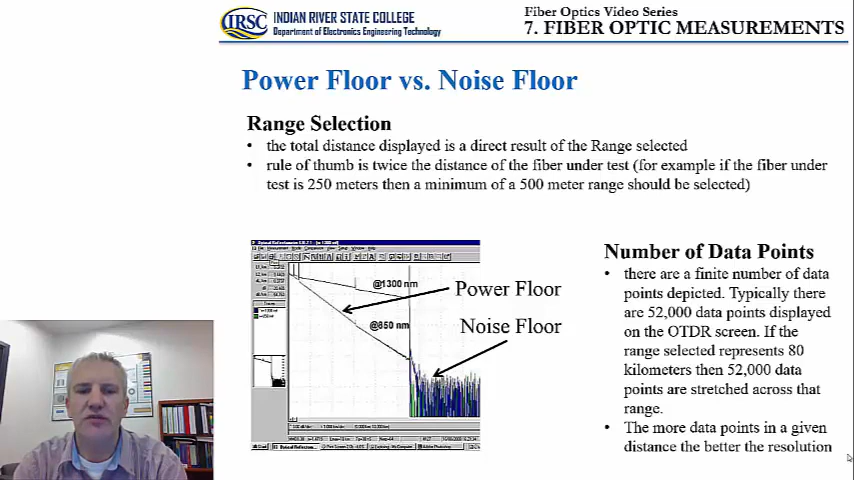 IRSC INDIAN RIVER STATE COLLEGE
Department of Electronics Engineering Technology
Fiber Optics Video Series
7. FIBER OPTIC MEASUREMENTS
Power Floor vs. Noise Floor
Range Selection
• the total distance displayed is a direct result of the Range selected
• rule of thumb is twice the distance of the fiber under test (for example if the fiber under
test is 250 meters then a minimum of a 500 meter range should be selected)
@1300 nm
Power Floor
@850 nm
Noise Floor
Number of Data Points
• there are a finite number of data
points depicted. Typically there
are 52,000 data points displayed
on the OTDR screen. If the
range selected represents 80
kilometers then 52,000 data
points are stretched across that
range.
• The more data points in a given
distance the better the resolution